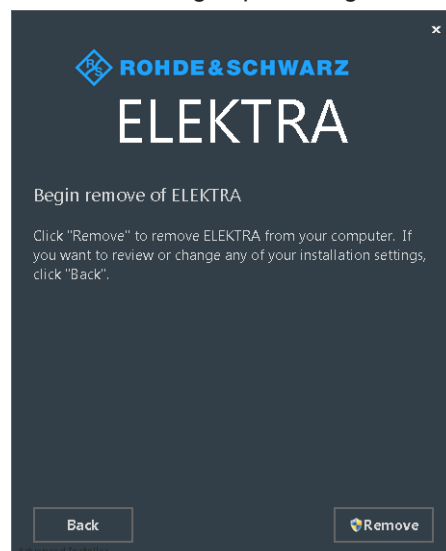 ×
R&S ROHDE & SCHWARZ
ELEKTRA
Begin remove of ELEKTRA
Click "Remove" to remove ELEKTRA from your computer. If
you want to review or change any of your installation settings,
click "Back".
Back
Remove